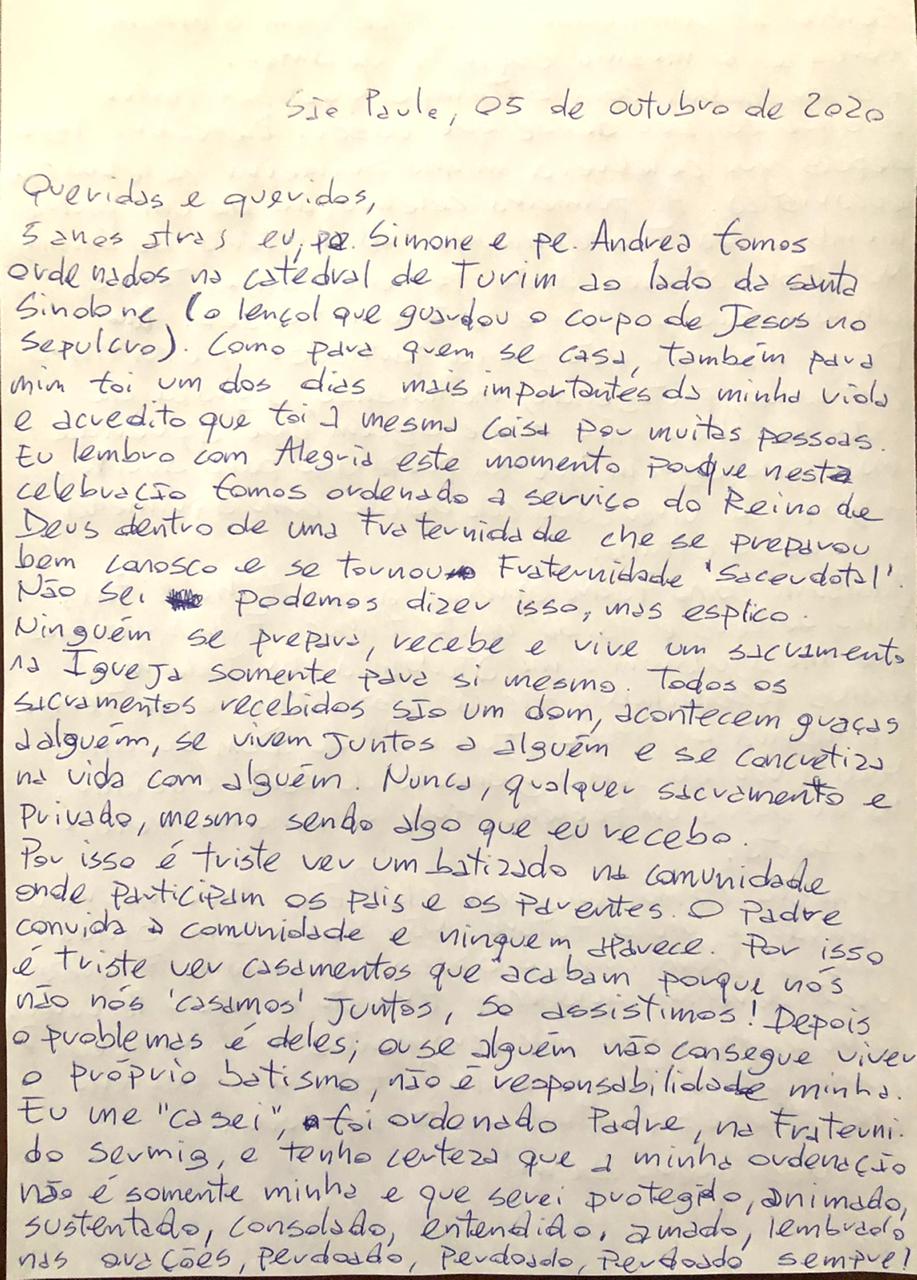 São Paulo, 05 de outubro de 2020
Queridas e queridos,
5 anos atras eu, pe. Simone e pe. Andrea fomos
ordenados na catedral de Turim ao lado da santa
Sindone (o lençol que guardou o corpo de Jesus no
sepulcro). Como para quem se casa, também para
mim foi um dos dias mais importantes da minha vida
e acredito que foi a mesma coisa por muitas pessoas.
Eu lembro com Alegria este momento porque nesta
celebração fomos ordenado a serviço do Reino de
Deus dentro de uma Fraternidade che se preparou
bem conosco e se tornou Fraternidade 'Sacerdotal'.
Não sei podemos dizer isso, mas esplico.
Ninguém se prepara, recebe e vive um sacramento
na Igreja somente para si mesmo. Todos os
sacramentos recebidos são um dom, acontecem graças
a alguém, se vivem juntos a alguém e se concretiza
na vida com alguém. Nunca, qualquer sacramento e
privado, mesmo sendo algo que eu recebo.
Por isso é triste ver um batizado na comunidade
onde participam os pais e os parentes. O Padre
convida a comunidade e ninguem aparece. Por isso
é triste ver casamentos que acabam porque nós
não nós 'casamos' juntos, so assistimos! Depois
o problemas é deles; ou se alguém não consegue viver
o próprio batismo, não é responsabilidade minha.
Eu me "casei", foi ordenado Padre, na Fraterni.
do Sermig, e tenho certeza que a minha ordenação
não é somente minha e que serei protegido, animado,
sustentado, consolado, entendido, amado, lembrado
nas orações, perdoado, perdoado, perdoado sempre!